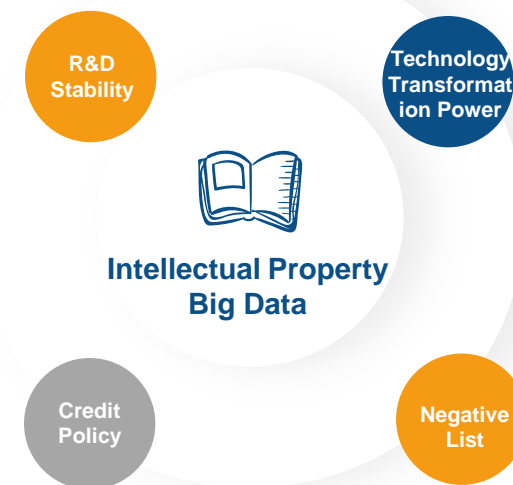 R&D
Stability
Technology
Transformat
ion Power
Intellectual Property
Big Data
Credit
Policy
Negative
List